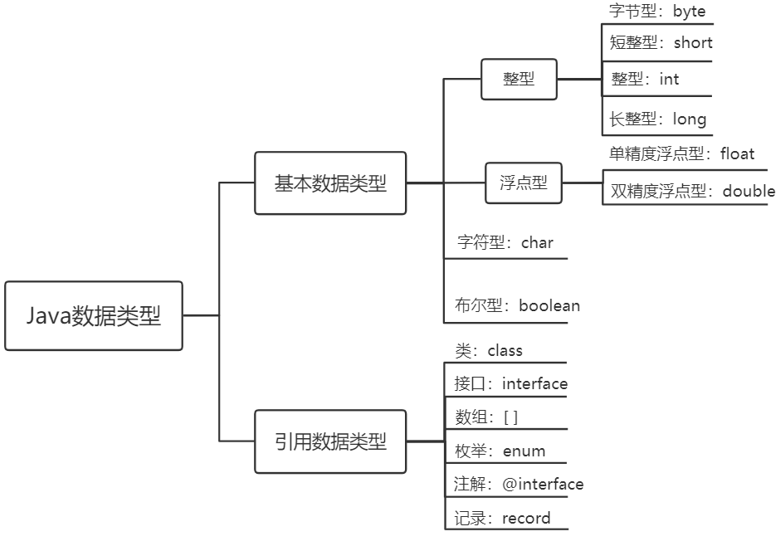 Java数据类型
基本数据类型
整型
字节型：byte
短整型：short
整型：int
长整型：long
浮点型
单精度浮点型：float
双精度浮点型：double
字符型：char
布尔型：boolean
引用数据类型
类：class
接口：interface
数组：[ ]
枚举：enum
注解：@interface
记录：record